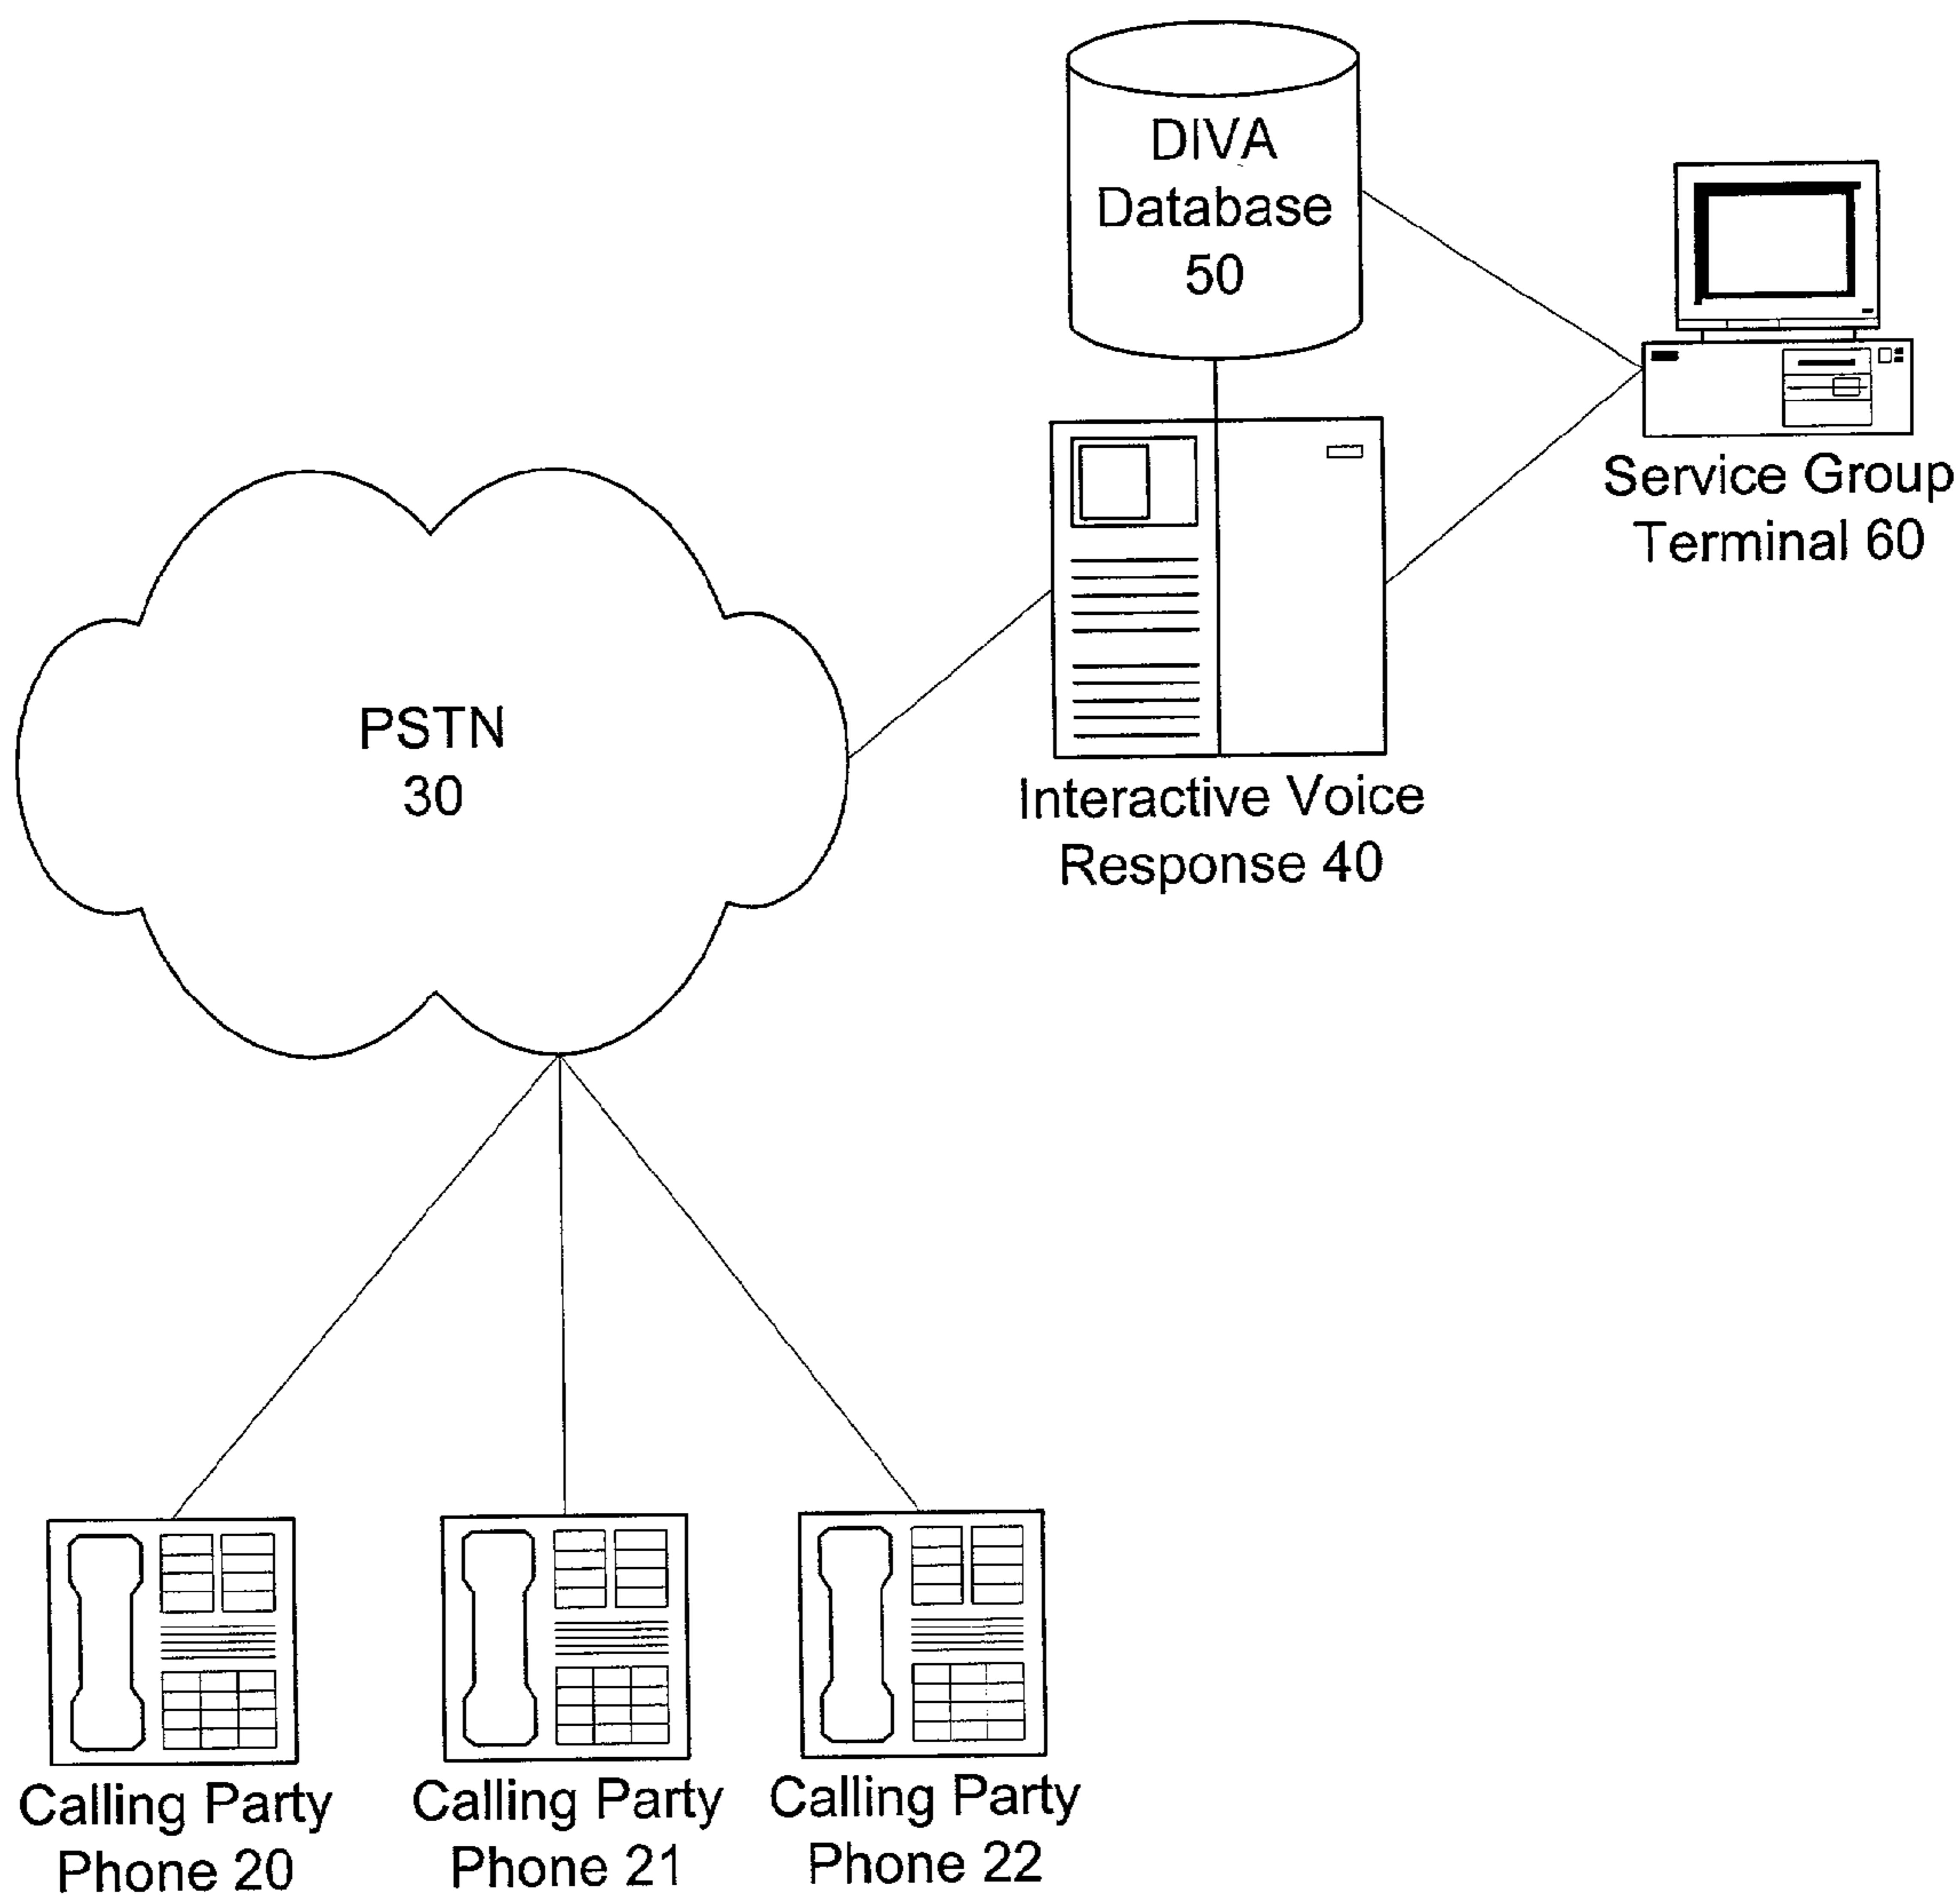 DIVA
Database
50
Service Group
Terminal 60
PSTN
30
Interactive Voice
Response 40
Calling Party
Phone 20
Calling Party
Phone 21
Calling Party
Phone 22